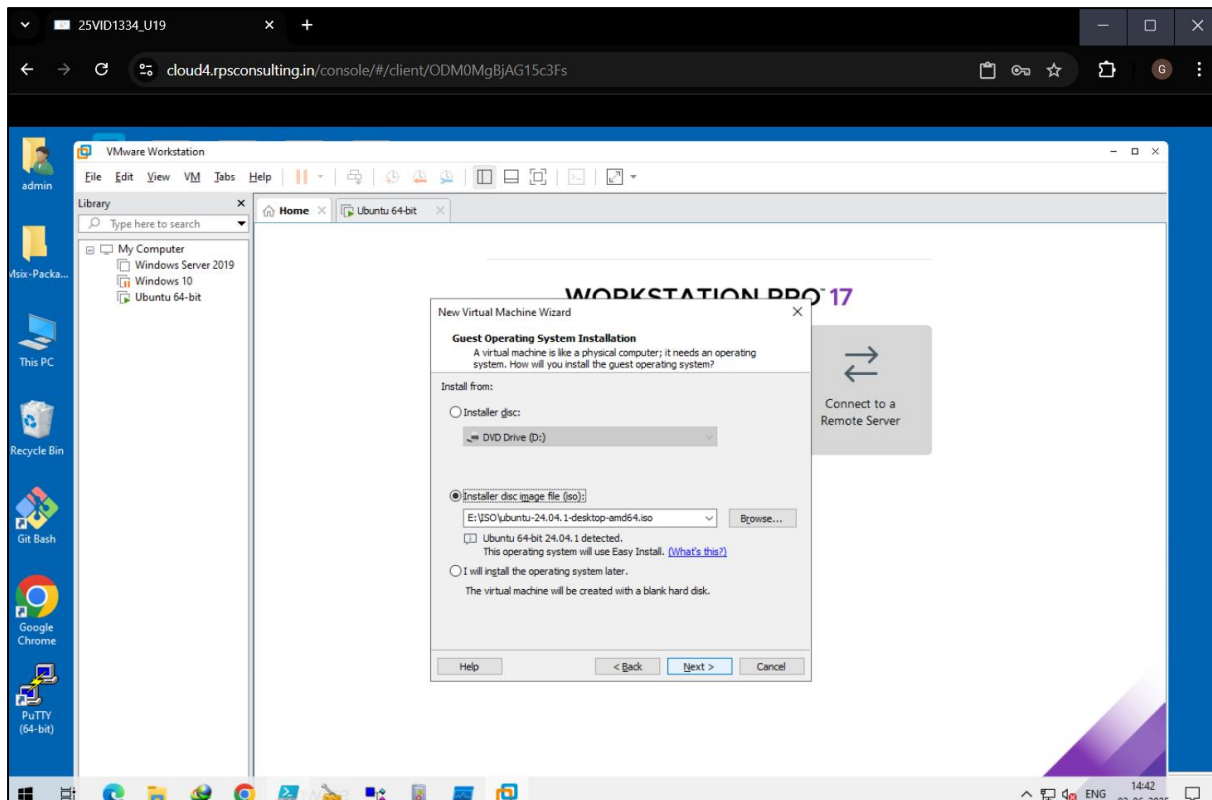 25VID1334_U19
cloud4.rpsconsulting.in/console/#/client/ODM0MgBjAG15c3Fs
G
admin
Msix-Packa...
This PC
Recycle Bin
Git Bash
Google
Chrome
PuTTY
(64-bit)
VMware Workstation
File Edit View VM Tabs Help
Library
Type here to search
My Computer
Windows Server 2019
Windows 10
Ubuntu 64-bit
Home
Ubuntu 64-bit
WORKSTATION PRO™ 17
Connect to a
Remote Server
New Virtual Machine Wizard
Guest Operating System Installation
A virtual machine is like a physical computer; it needs an operating
system. How will you install the guest operating system?
Install from:
Installer disc:
DVD Drive (D:)
Installer disc image file (iso):
E:\ISO\ubuntu-24.04.1-desktop-amd64.iso
Browse...
Ubuntu 64-bit 24.04.1 detected.
This operating system will use Easy Install. (What's this?)
I will install the operating system later.
The virtual machine will be created with a blank hard disk.
Help < Back Next > Cancel
ENG
14:42